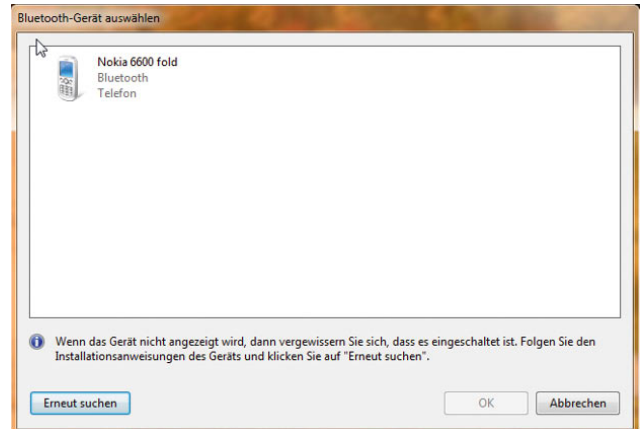 Bluetooth-Gerät auswählen
Nokia 6600 fold
Bluetooth
Telefon
Wenn das Gerät nicht angezeigt wird, dann vergewissern Sie sich, dass es eingeschaltet ist. Folgen Sie den
Installationsanweisungen des Geräts und klicken Sie auf "Erneut suchen".
Erneut suchen
OK
Abbrechen